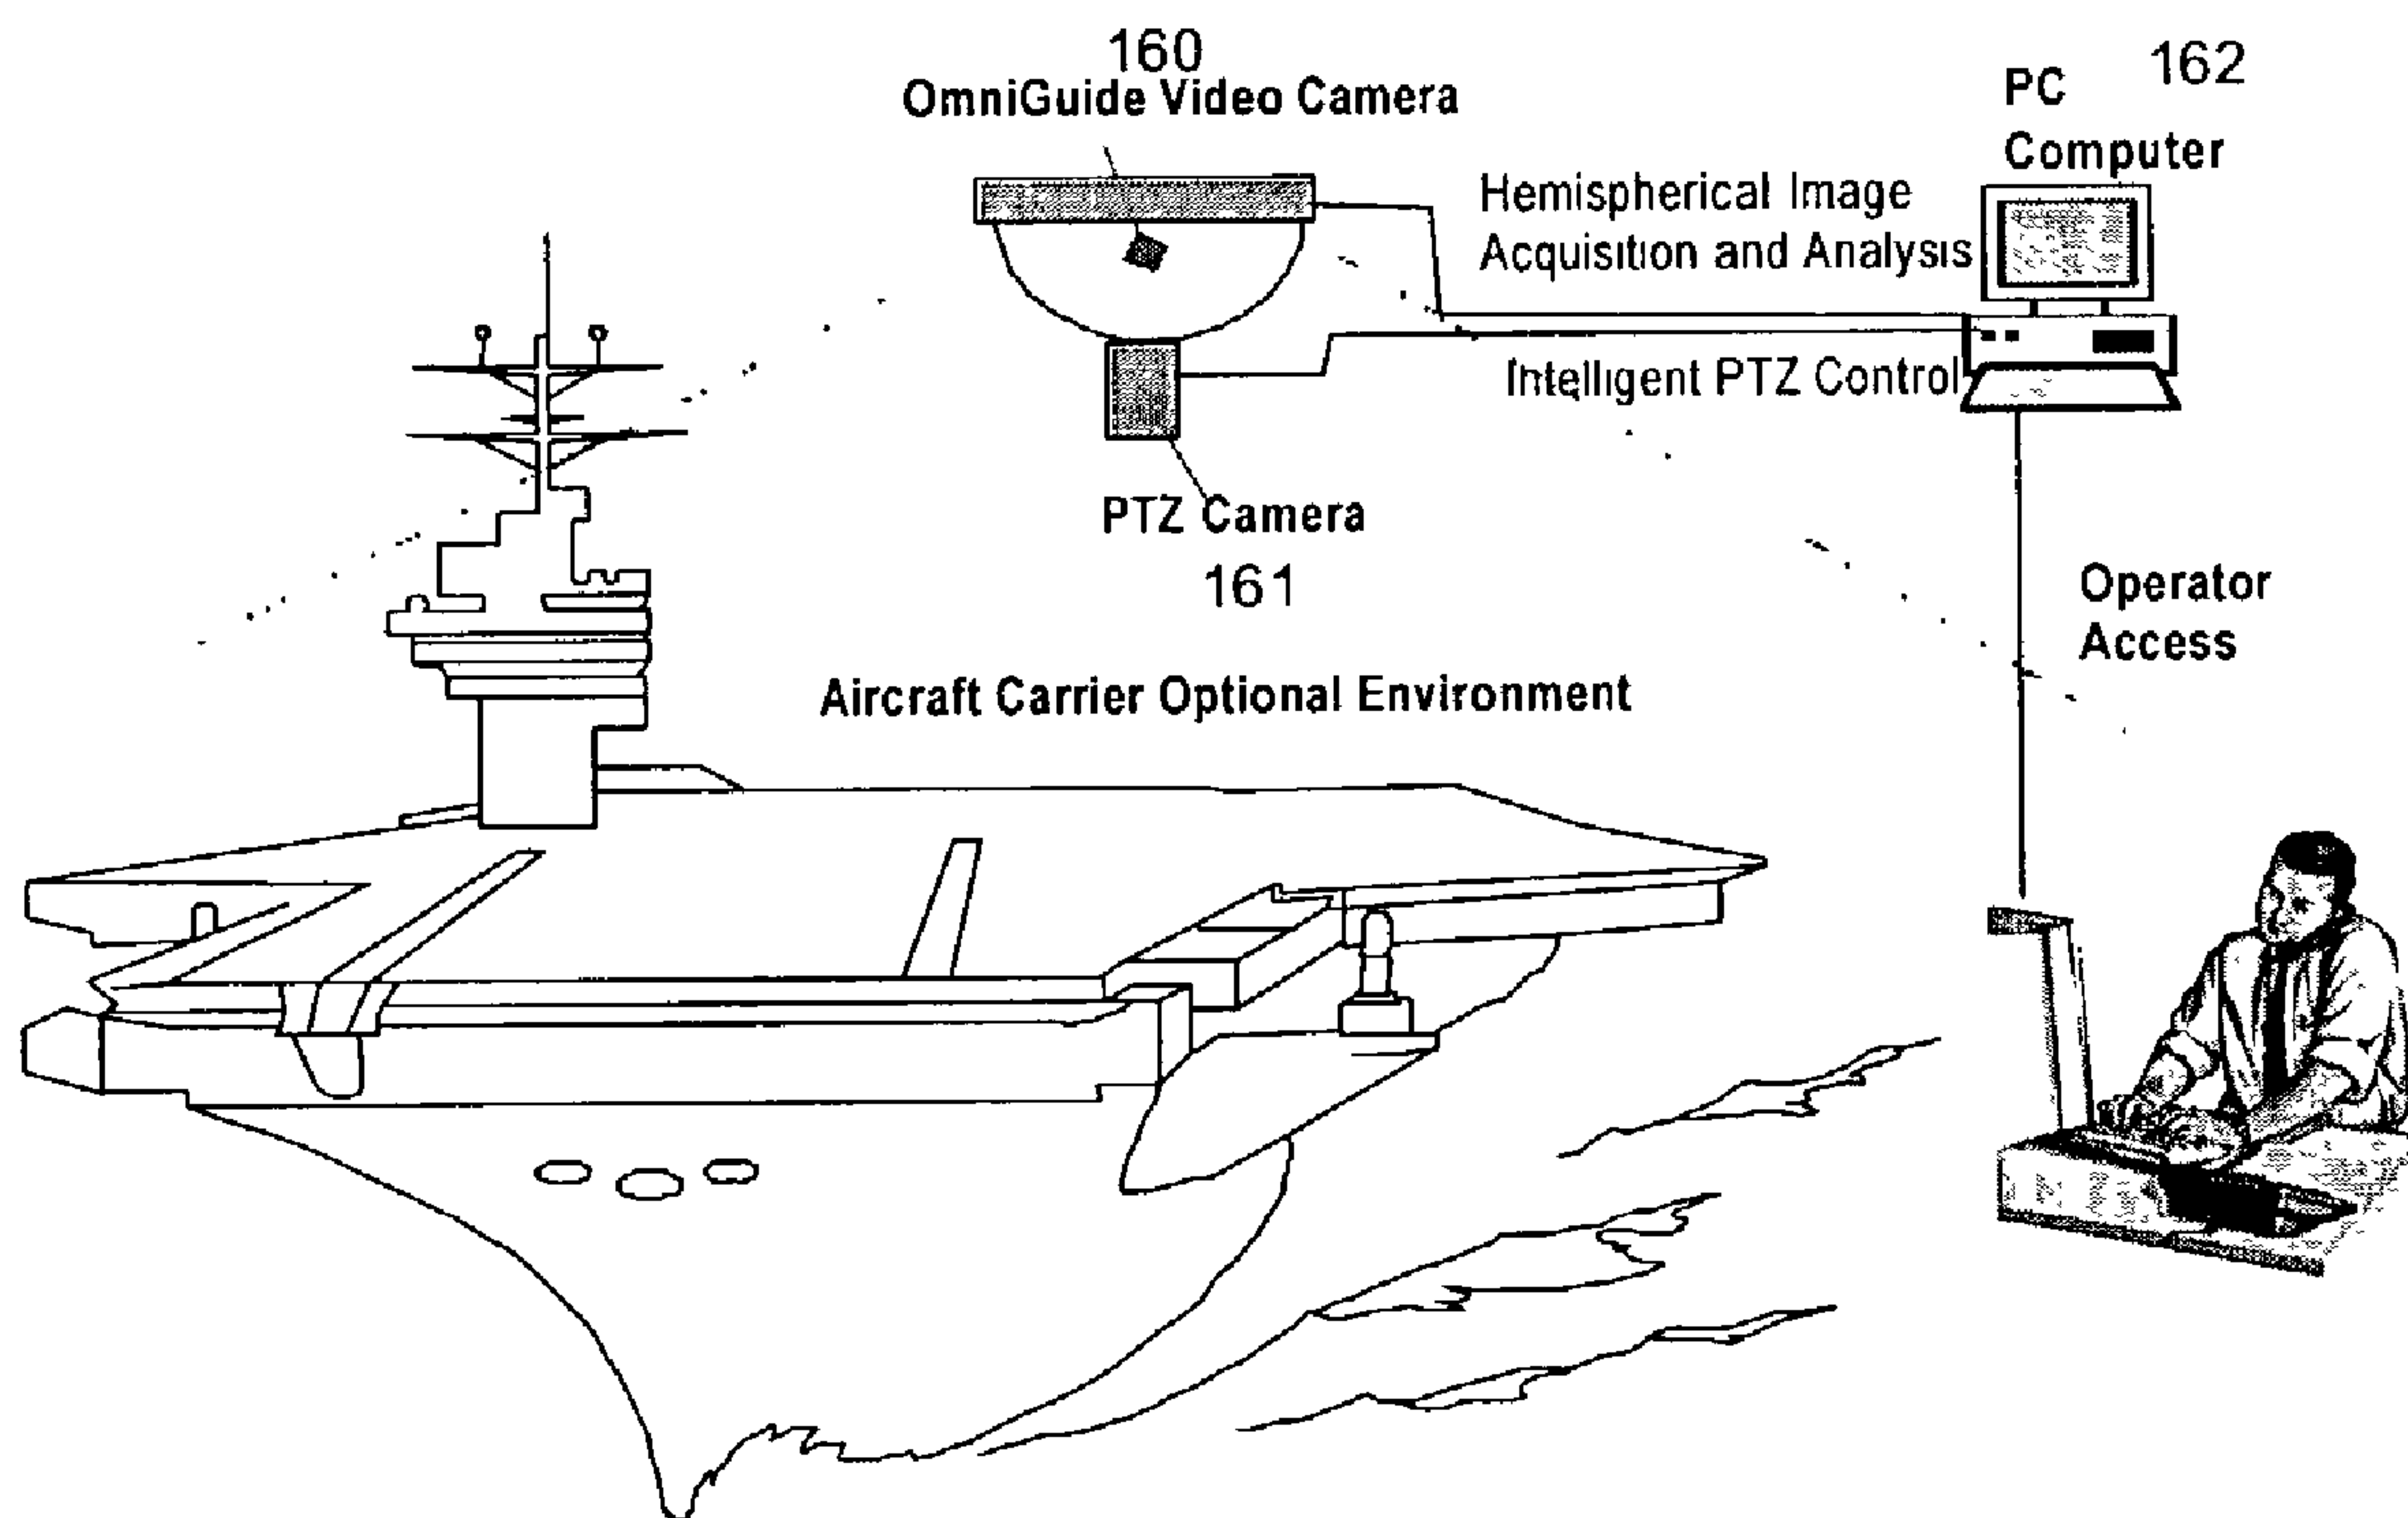 160
OmniGuide Video Camera
162
PC
Computer
Hemispherical Image
Acquisition and Analysis
Intelligent PTZ Control
PTZ Camera
161
Operator
Access
Aircraft Carrier Optional Environment